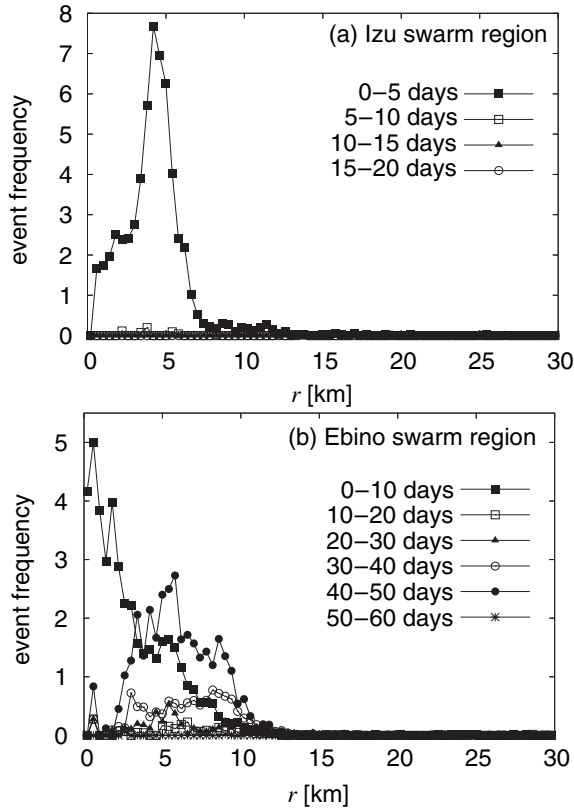 (a) Izu swarm region
0−5 days
5−10 days
10−15 days
15−20 days
event frequency
8
7
6
5
4
3
2
1
0
0 5 10 15 20 25 30
r [km]
(b) Ebino swarm region
0−10 days
10−20 days
20−30 days
30−40 days
40−50 days
50−60 days
event frequency
5
4
3
2
1
0
0 5 10 15 20 25 30
r [km]